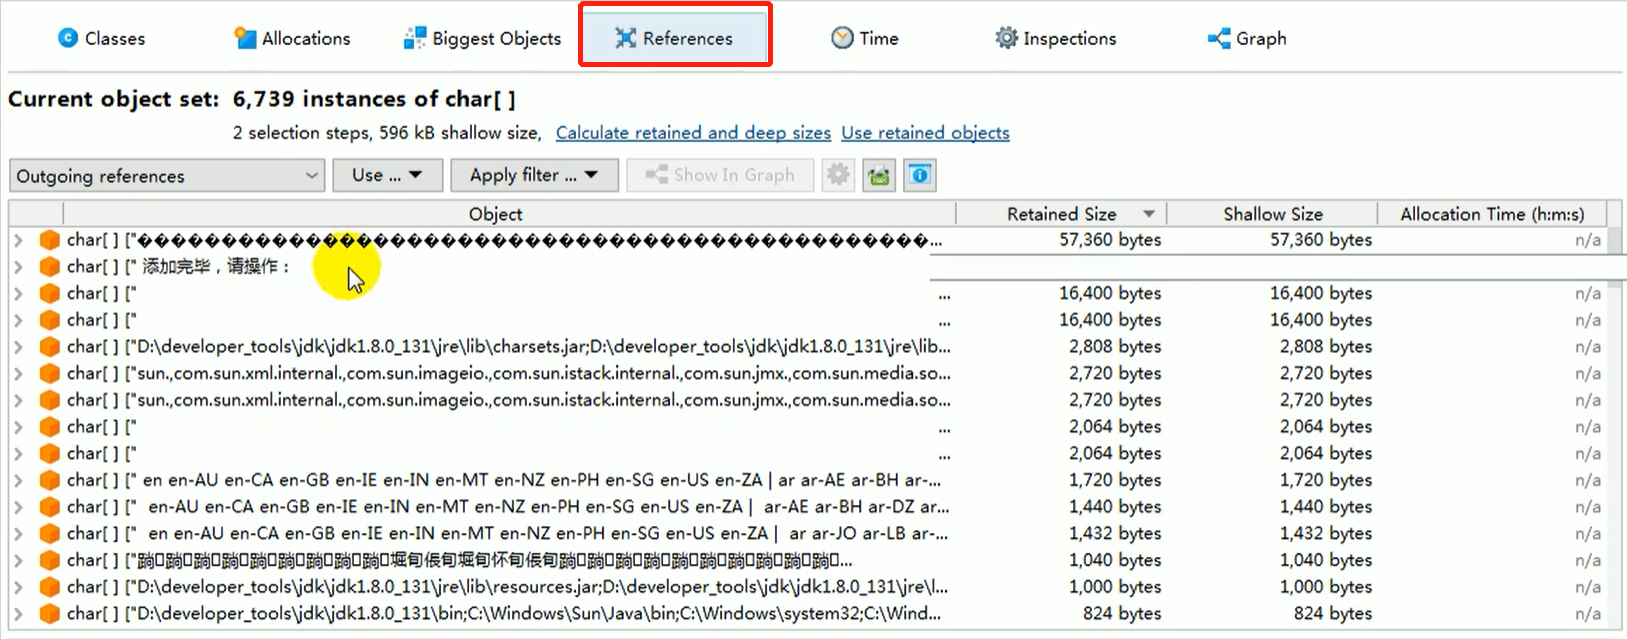 Classes Allocations Biggest Objects References Time Inspections Graph
Current object set: 6,739 instances of char[ ]
2 selection steps, 596 kB shallow size, Calculate retained and deep sizes Use retained objects
Outgoing references Use ... Apply filter ... Show In Graph
Object Retained Size Shallow Size Allocation Time (h:m:s)
char[ ] ["�����������������������������������������������... 57,360 bytes 57,360 bytes n/a
char[ ] [" 添加完毕，请操作：
char[ ] [" ... 16,400 bytes 16,400 bytes n/a
char[ ] [" ... 16,400 bytes 16,400 bytes n/a
char[ ] ["D:\developer_tools\jdk\jdk1.8.0_131\jre\lib\charsets.jar;D:\developer_tools\jdk\jdk1.8.0_131\jre\lib... 2,808 bytes 2,808 bytes n/a
char[ ] ["sun.,com.sun.xml.internal.,com.sun.imageio.,com.sun.istack.internal.,com.sun.jmx.,com.sun.media.so... 2,720 bytes 2,720 bytes n/a
char[ ] ["sun.,com.sun.xml.internal.,com.sun.imageio.,com.sun.istack.internal.,com.sun.jmx.,com.sun.media.so... 2,720 bytes 2,720 bytes n/a
char[ ] [" ... 2,064 bytes 2,064 bytes n/a
char[ ] [" ... 2,064 bytes 2,064 bytes n/a
char[ ] [" en en-AU en-CA en-GB en-IE en-IN en-MT en-NZ en-PH en-SG en-US en-ZA | ar ar-AE ar-BH ar-... 1,720 bytes 1,720 bytes n/a
char[ ] [" en-AU en-CA en-GB en-IE en-IN en-MT en-NZ en-PH en-SG en-US en-ZA | ar-AE ar-BH ar-DZ ar... 1,440 bytes 1,440 bytes n/a
char[ ] [" en en-AU en-CA en-GB en-IE en-IN en-MT en-NZ en-PH en-SG en-US en-ZA | ar ar-JO ar-LB ar-... 1,432 bytes 1,432 bytes n/a
char[ ] [" ... 1,040 bytes 1,040 bytes n/a
char[ ] ["D:\developer_tools\jdk\jdk1.8.0_131\jre\lib\resources.jar;D:\developer_tools\jdk\jdk1.8.0_131\jre\l... 1,000 bytes 1,000 bytes n/a
char[ ] ["D:\developer_tools\jdk\jdk1.8.0_131\bin;C:\Windows\Sun\Java\bin;C:\Windows\system32;C:\Wind... 824 bytes 824 bytes n/a